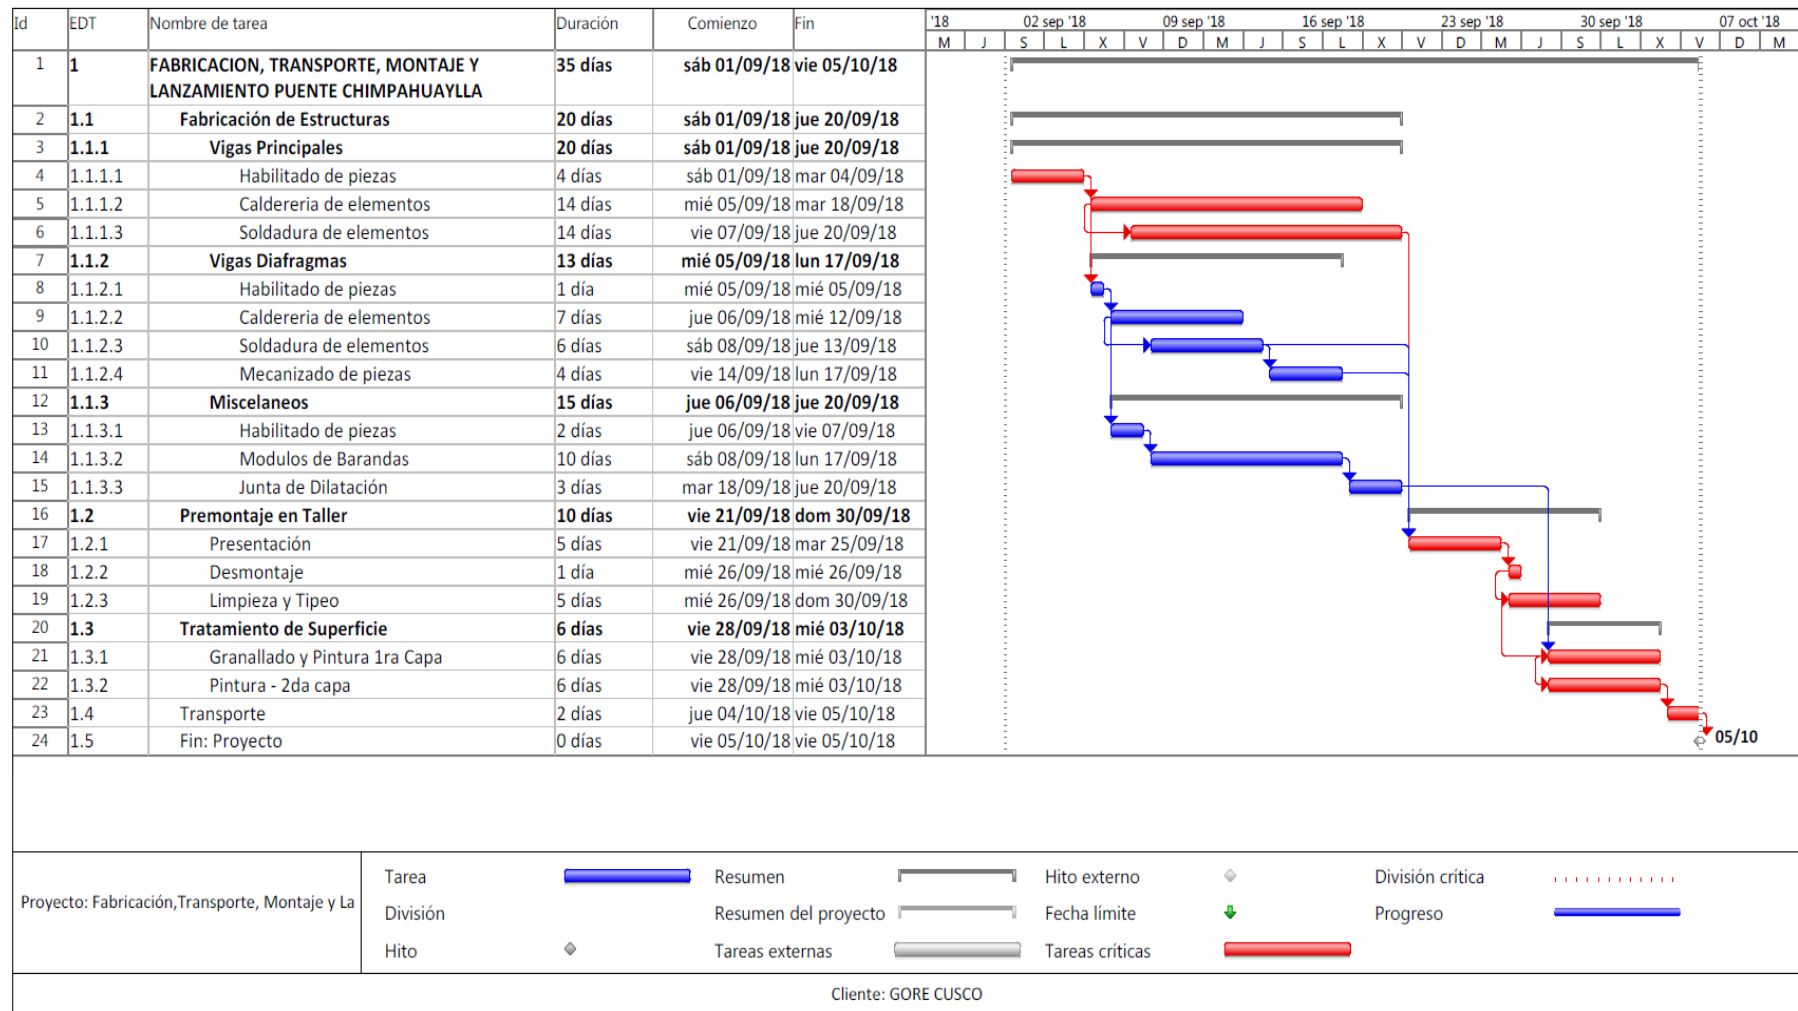 Id EDT Nombre de tarea Duración Comienzo Fin '18 02 sep '18 09 sep '18 16 sep '18 23 sep '18 30 sep '18 07 oct '18
M J S L X V D M J S L X V D M J S L X V D M
1 1 FABRICACION, TRANSPORTE, MONTAJE Y 35 días sáb 01/09/18 vie 05/10/18
LANZAMIENTO PUENTE CHIMPAHUAYLLA
2 1.1 Fabricación de Estructuras 20 días sáb 01/09/18 jue 20/09/18
3 1.1.1 Vigas Principales 20 días sáb 01/09/18 jue 20/09/18
4 1.1.1.1 Habilitado de piezas 4 días sáb 01/09/18 mar 04/09/18
5 1.1.1.2 Caldereria de elementos 14 días mié 05/09/18 mar 18/09/18
6 1.1.1.3 Soldadura de elementos 14 días vie 07/09/18 jue 20/09/18
7 1.1.2 Vigas Diafragmas 13 días mié 05/09/18 lun 17/09/18
8 1.1.2.1 Habilitado de piezas 1 día mié 05/09/18 mié 05/09/18
9 1.1.2.2 Caldereria de elementos 7 días jue 06/09/18 mié 12/09/18
10 1.1.2.3 Soldadura de elementos 6 días sáb 08/09/18 jue 13/09/18
11 1.1.2.4 Mecanizado de piezas 4 días vie 14/09/18 lun 17/09/18
12 1.1.3 Miscelaneos 15 días jue 06/09/18 jue 20/09/18
13 1.1.3.1 Habilitado de piezas 2 días jue 06/09/18 vie 07/09/18
14 1.1.3.2 Modulos de Barandas 10 días sáb 08/09/18 lun 17/09/18
15 1.1.3.3 Junta de Dilatación 3 días mar 18/09/18 jue 20/09/18
16 1.2 Premontaje en Taller 10 días vie 21/09/18 dom 30/09/18
17 1.2.1 Presentación 5 días vie 21/09/18 mar 25/09/18
18 1.2.2 Desmontaje 1 día mié 26/09/18 mié 26/09/18
19 1.2.3 Limpieza y Tipeo 5 días mié 26/09/18 dom 30/09/18
20 1.3 Tratamiento de Superficie 6 días vie 28/09/18 mié 03/10/18
21 1.3.1 Granallado y Pintura 1ra Capa 6 días vie 28/09/18 mié 03/10/18
22 1.3.2 Pintura - 2da capa 6 días vie 28/09/18 mié 03/10/18
23 1.4 Transporte 2 días jue 04/10/18 vie 05/10/18
24 1.5 Fin: Proyecto 0 días vie 05/10/18 vie 05/10/18 05/10
Proyecto: Fabricación,Transporte, Montaje y La
Tarea Resumen Hito externo División crítica
División Resumen del proyecto Fecha límite Progreso
Hito Tareas externas Tareas críticas
Cliente: GORE CUSCO